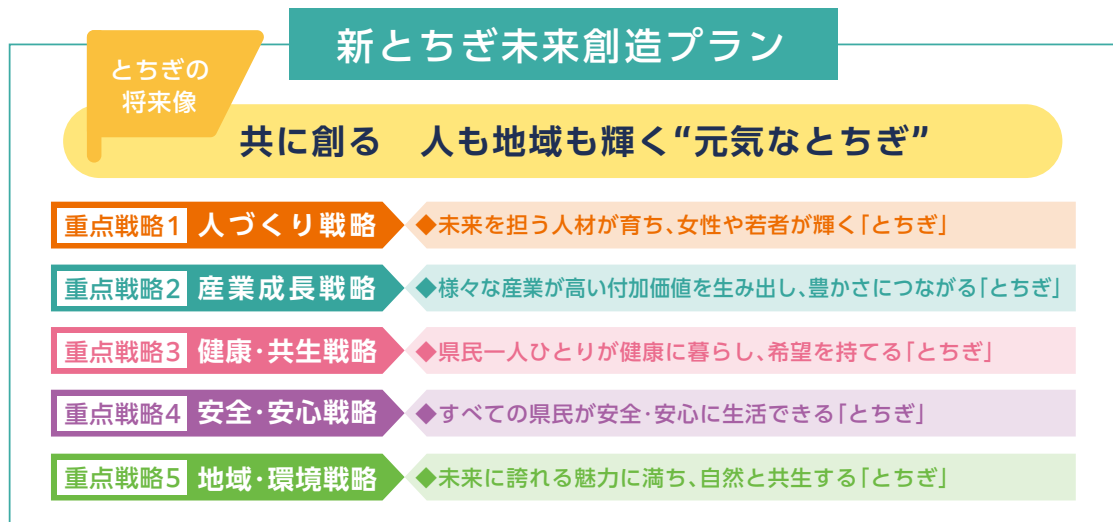 新とちぎ未来創造プラン
とちぎの
将来像
共に創る　人も地域も輝く“元気なとちぎ”
重点戦略1 人づくり戦略 ◆未来を担う人材が育ち、女性や若者が輝く「とちぎ」
重点戦略2 産業成長戦略 ◆様々な産業が高い付加価値を生み出し、豊かさにつながる「とちぎ」
重点戦略3 健康·共生戦略 ◆県民一人ひとりが健康に暮らし、希望を持てる「とちぎ」
重点戦略4 安全·安心戦略 ◆すべての県民が安全·安心に生活できる「とちぎ」
重点戦略5 地域·環境戦略 ◆未来に誇れる魅力に満ち、自然と共生する「とちぎ」